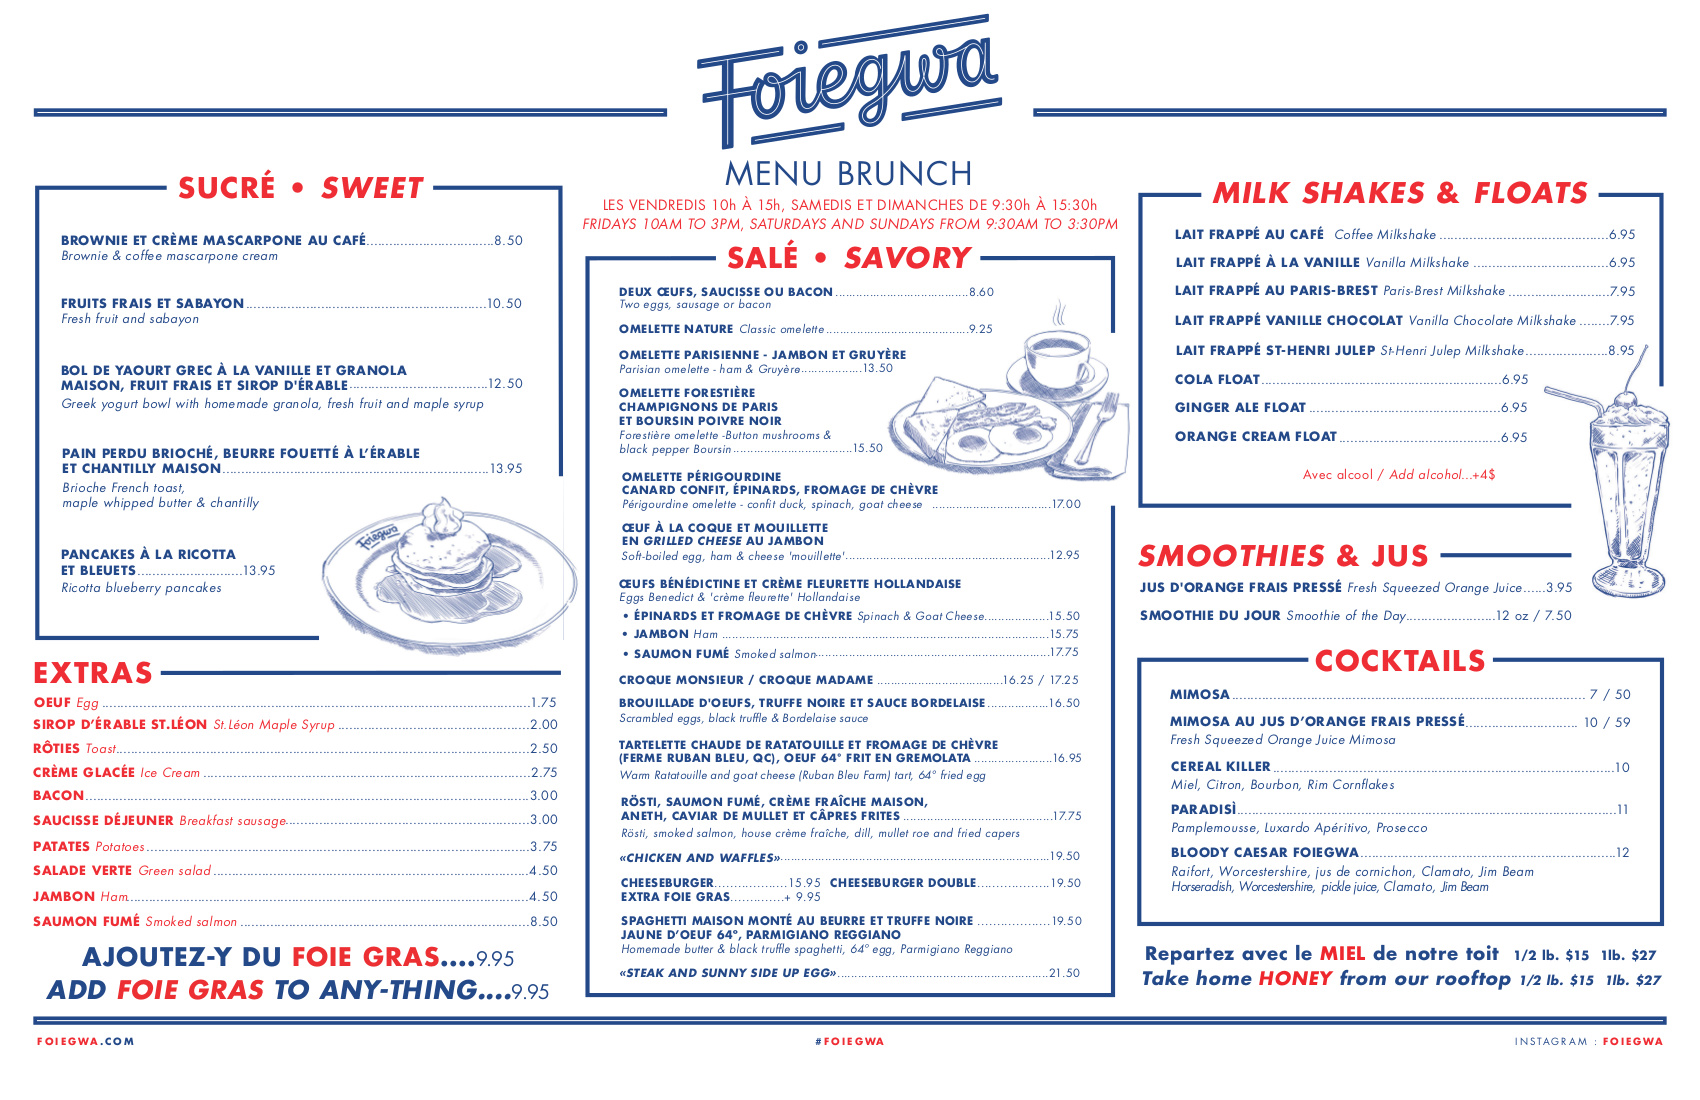 Foiegwa
MENU BRUNCH
LES VENDREDIS 10h À 15h, SAMEDIS ET DIMANCHES DE 9:30h À 15:30h
FRIDAYS 10AM TO 3PM, SATURDAYS AND SUNDAYS FROM 9:30AM TO 3:30PM
SUCRÉ • SWEET
BROWNIE ET CRÈME MASCARPONE AU CAFÉ...8.50
Brownie & coffee mascarpone cream
FRUITS FRAIS ET SABAYON...10.50
Fresh fruit and sabayon
BOL DE YAOURT GREC À LA VANILLE ET GRANOLA
MAISON, FRUIT FRAIS ET SIROP D'ÉRABLE...12.50
Greek yogurt bowl with homemade granola, fresh fruit and maple syrup
PAIN PERDU BRIOCHÉ, BEURRE FOUETTÉ À L’ÉRABLE
ET CHANTILLY MAISON...13.95
Brioche French toast,
maple whipped butter & chantilly
PANCAKES À LA RICOTTA
ET BLEUETS...13.95
Ricotta blueberry pancakes
Foiegwa
EXTRAS
OEUF Egg...1.75
SIROP D’ÉRABLE ST.LÉON St.Léon Maple Syrup...2.00
RÔTIES Toast...2.50
CRÈME GLACÉE Ice Cream...2.75
BACON...3.00
SAUCISSE DÉJEUNER Breakfast sausage...3.00
PATATES Potatoes...3.75
SALADE VERTE Green salad...4.50
JAMBON Ham...4.50
SAUMON FUMÉ Smoked salmon...8.50
AJOUTEZ-Y DU FOIE GRAS....9.95
ADD FOIE GRAS TO ANY-THING....9.95
SALÉ • SAVORY
DEUX ŒUFS, SAUCISSE OU BACON...8.60
Two eggs, sausage or bacon
OMELETTE NATURE Classic omelette...9.25
OMELETTE PARISIENNE - JAMBON ET GRUYÈRE
Parisian omelette - ham & Gruyère...13.50
OMELETTE FORESTIÈRE
CHAMPIGNONS DE PARIS
ET BOURSIN POIVRE NOIR
Forestière omelette -Button mushrooms &
black pepper Boursin...15.50
OMELETTE PÉRIGOURDINE
CANARD CONFIT, ÉPINARDS, FROMAGE DE CHÈVRE
Périgourdine omelette - confit duck, spinach, goat cheese ...17.00
ŒUF À LA COQUE ET MOUILLETTE
EN GRILLED CHEESE AU JAMBON
Soft-boiled egg, ham & cheese 'mouillette'...12.95
ŒUFS BÉNÉDICTINE ET CRÈME FLEURETTE HOLLANDAISE
Eggs Benedict & 'crème fleurette' Hollandaise
• ÉPINARDS ET FROMAGE DE CHÈVRE Spinach & Goat Cheese...15.50
• JAMBON Ham ...15.75
• SAUMON FUMÉ Smoked salmon...17.75
CROQUE MONSIEUR / CROQUE MADAME ...16.25 / 17.25
BROUILLADE D'OEUFS, TRUFFE NOIRE ET SAUCE BORDELAISE...16.50
Scrambled eggs, black truffle & Bordelaise sauce
TARTELETTE CHAUDE DE RATATOUILLE ET FROMAGE DE CHÈVRE
(FERME RUBAN BLEU, QC), OEUF 64° FRIT EN GREMOLATA ...16.95
Warm Ratatouille and goat cheese (Ruban Bleu Farm) tart, 64° fried egg
RÖSTI, SAUMON FUMÉ, CRÈME FRAÎCHE MAISON,
ANETH, CAVIAR DE MULLET ET CÂPRES FRITES ...17.75
Rösti, smoked salmon, house crème fraîche, dill, mullet roe and fried capers
«CHICKEN AND WAFFLES»...19.50
CHEESEBURGER...15.95 CHEESEBURGER DOUBLE...19.50
EXTRA FOIE GRAS...+ 9.95
SPAGHETTI MAISON MONTÉ AU BEURRE ET TRUFFE NOIRE ...19.50
JAUNE D’OEUF 64°, PARMIGIANO REGGIANO
Homemade butter & black truffle spaghetti, 64° egg, Parmigiano Reggiano
«STEAK AND SUNNY SIDE UP EGG»...21.50
MILK SHAKES & FLOATS
LAIT FRAPPÉ AU CAFÉ Coffee Milkshake ...6.95
LAIT FRAPPÉ À LA VANILLE Vanilla Milkshake ...6.95
LAIT FRAPPÉ AU PARIS-BREST Paris-Brest Milkshake ...7.95
LAIT FRAPPÉ VANILLE CHOCOLAT Vanilla Chocolate Milkshake ...7.95
LAIT FRAPPÉ ST-HENRI JULEP St-Henri Julep Milkshake...8.95
COLA FLOAT...6.95
GINGER ALE FLOAT ...6.95
ORANGE CREAM FLOAT...6.95
Avec alcool / Add alcohol...+4$
SMOOTHIES & JUS
JUS D'ORANGE FRAIS PRESSÉ Fresh Squeezed Orange Juice...3.95
SMOOTHIE DU JOUR Smoothie of the Day...12 oz / 7.50
COCKTAILS
MIMOSA ... 7 / 50
MIMOSA AU JUS D’ORANGE FRAIS PRESSÉ... 10 / 59
Fresh Squeezed Orange Juice Mimosa
CEREAL KILLER ...10
Miel, Citron, Bourbon, Rim Cornflakes
PARADISÌ...11
Pamplemousse, Luxardo Apéritivo, Prosecco
BLOODY CAESAR FOIEGWA...12
Raifort, Worcestershire, jus de cornichon, Clamato, Jim Beam
Horseradish, Worcestershire, pickle juice, Clamato, Jim Beam
Repartez avec le MIEL de notre toit 1/2 lb. $15 1lb. $27
Take home HONEY from our rooftop 1/2 lb. $15 1lb. $27
FOIEGWA.COM
#FOIEGWA
INSTAGRAM : FOIEGWA